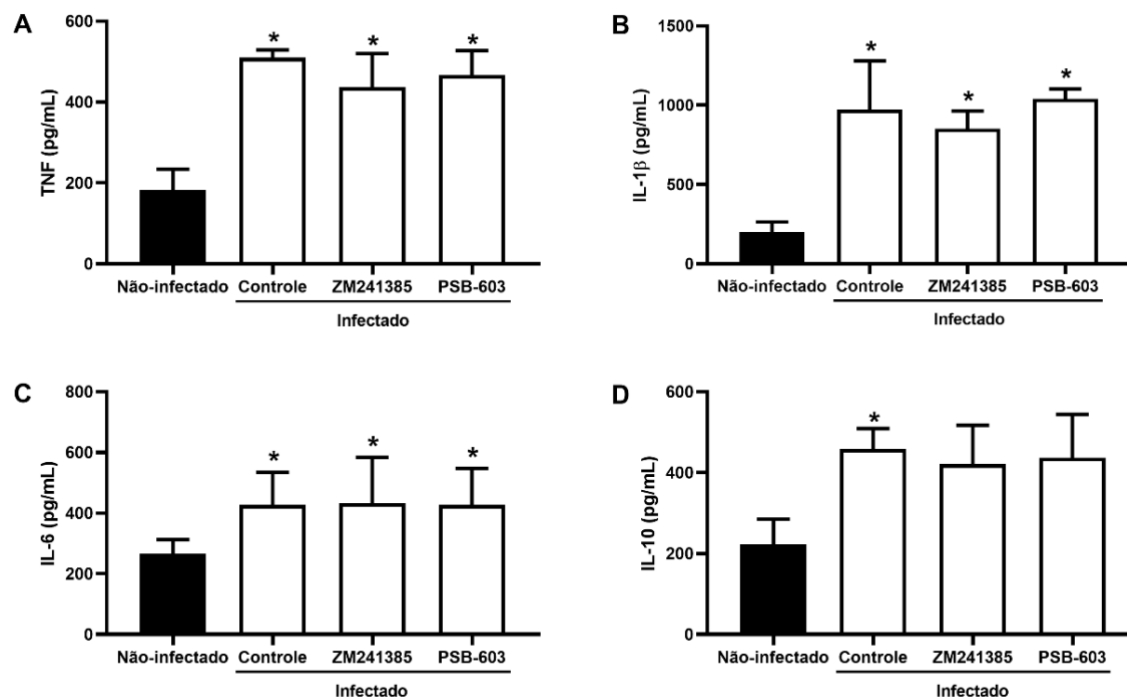 A
TNF (pg/mL)
600
400
200
0
*
*
*
Não-infectado
Controle
ZM241385
PSB-603
Infectado
B
IL-1β (pg/mL)
1500
1000
500
0
*
*
*
Não-infectado
Controle
ZM241385
PSB-603
Infectado
C
IL-6 (pg/mL)
800
600
400
200
0
*
*
*
Não-infectado
Controle
ZM241385
PSB-603
Infectado
D
IL-10 (pg/mL)
600
400
200
0
*
Não-infectado
Controle
ZM241385
PSB-603
Infectado